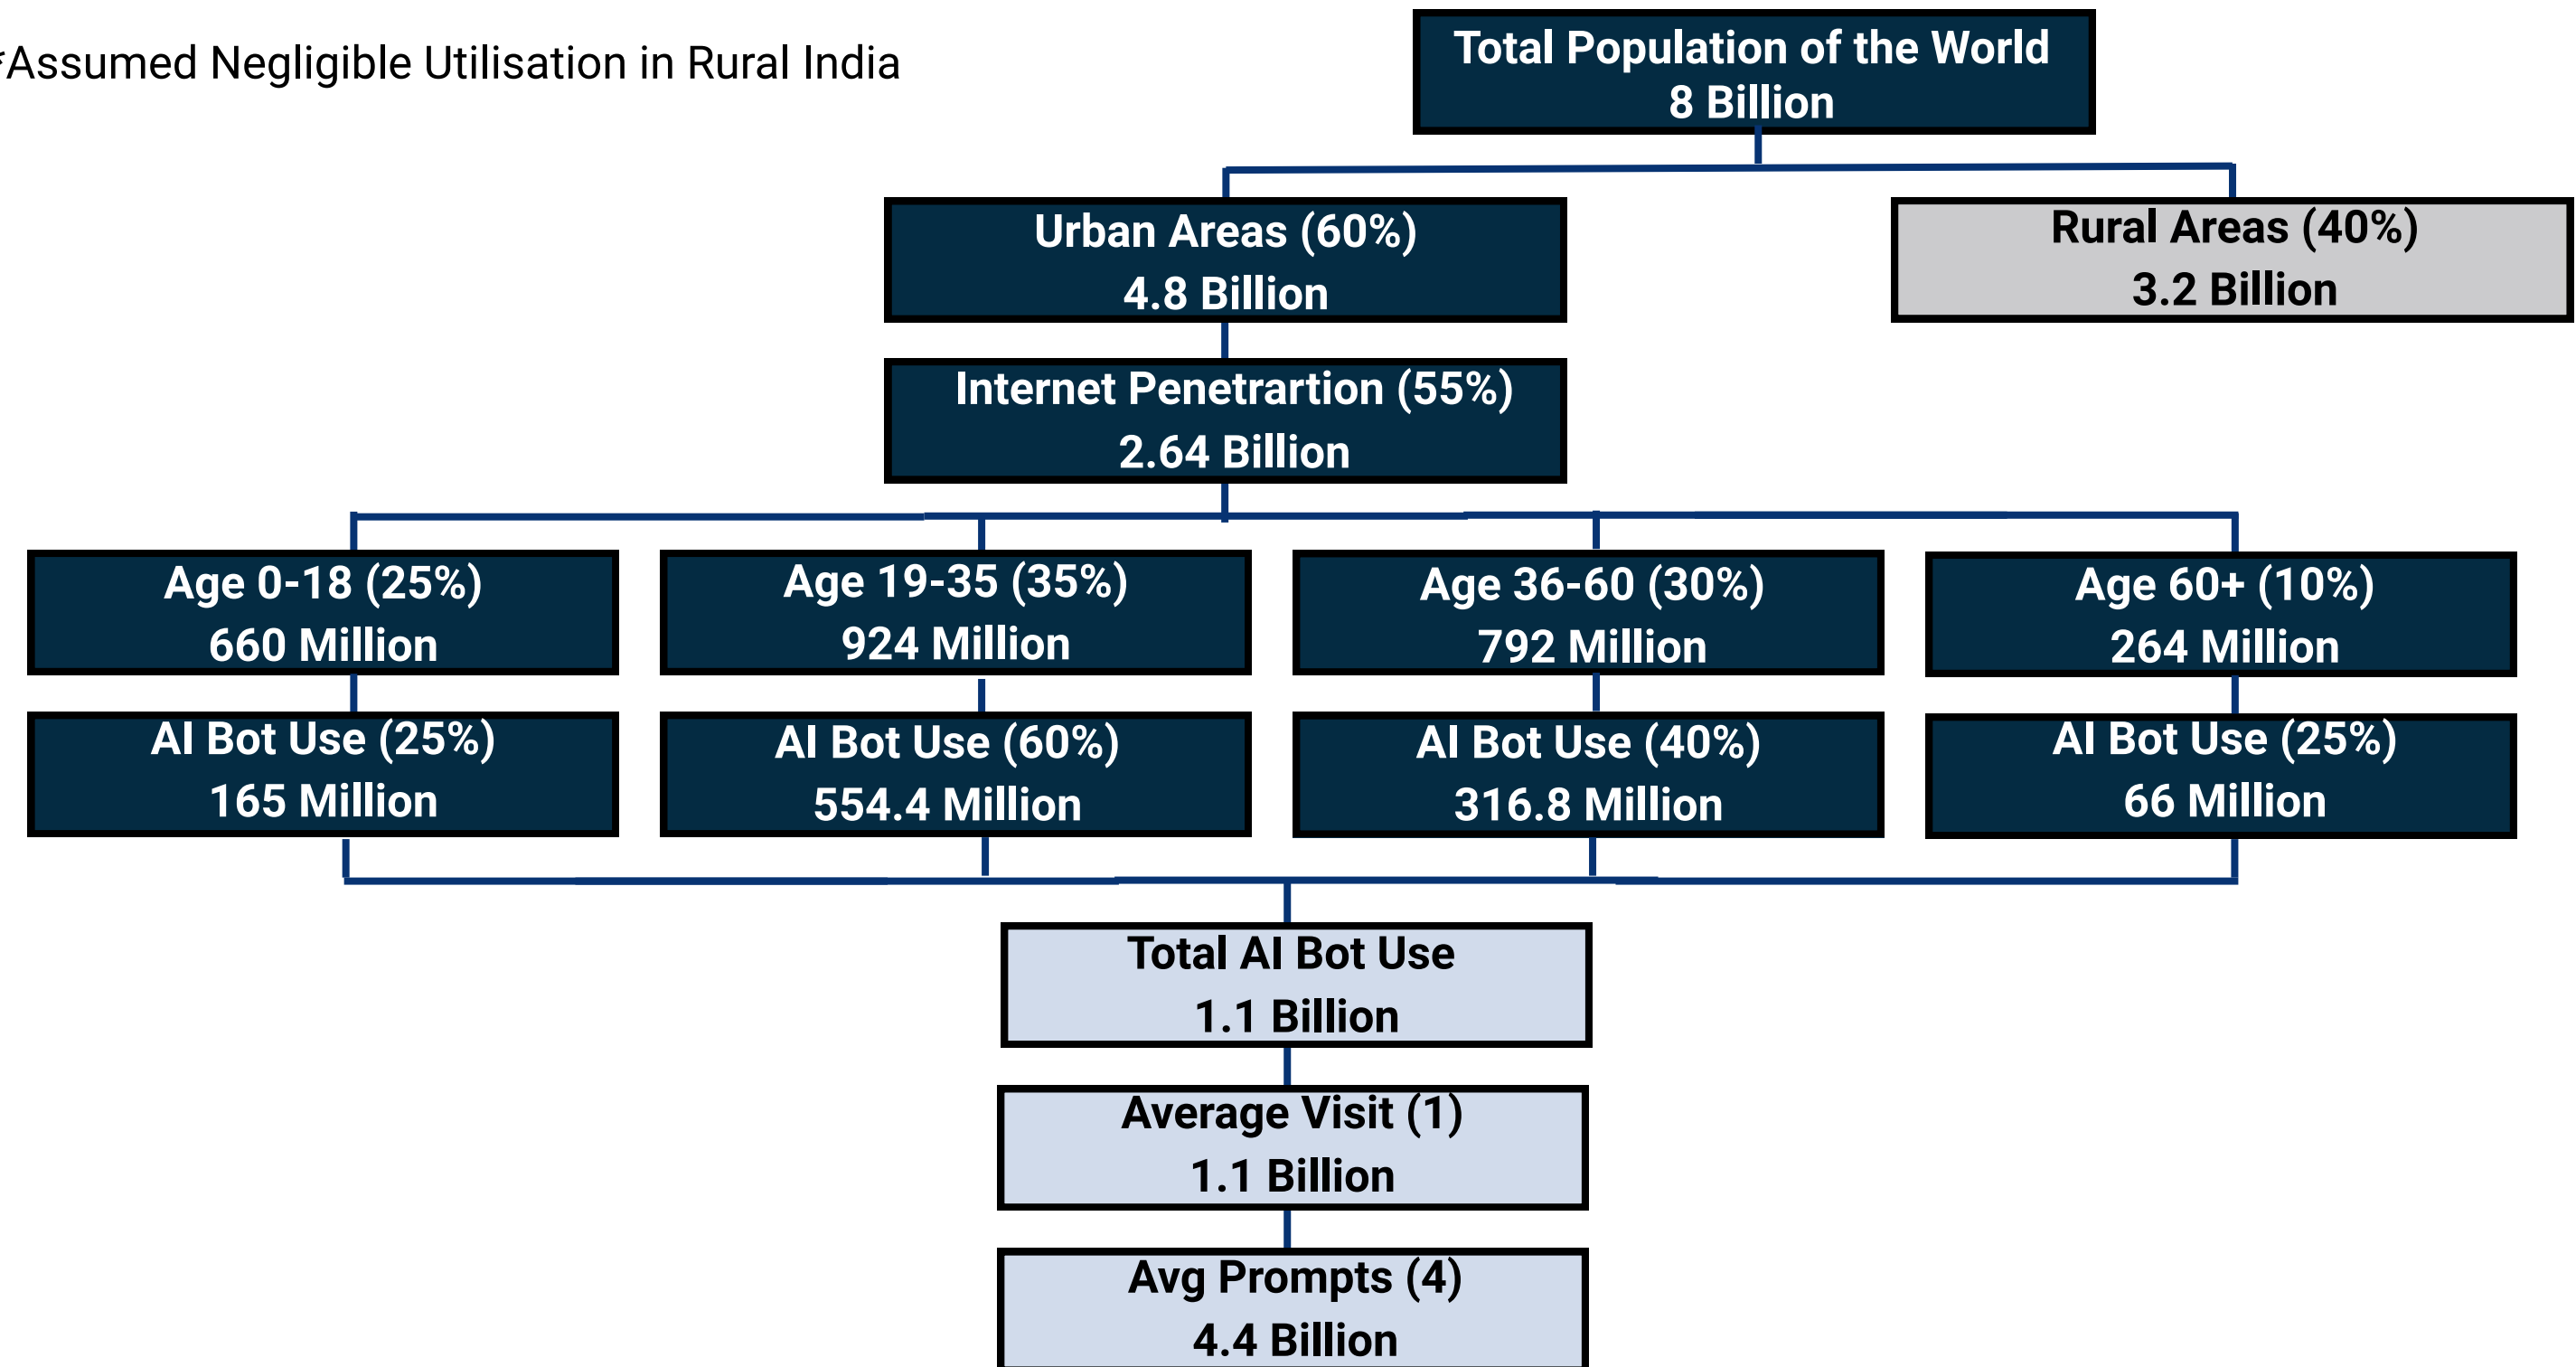 *Assumed Negligible Utilisation in Rural India
Total Population of the World
8 Billion
Urban Areas (60%)
4.8 Billion
Rural Areas (40%)
3.2 Billion
Internet Penetrartion (55%)
2.64 Billion
Age 0-18 (25%)
660 Million
Age 19-35 (35%)
924 Million
Age 36-60 (30%)
792 Million
Age 60+ (10%)
264 Million
AI Bot Use (25%)
165 Million
AI Bot Use (60%)
554.4 Million
AI Bot Use (40%)
316.8 Million
AI Bot Use (25%)
66 Million
Total AI Bot Use
1.1 Billion
Average Visit (1)
1.1 Billion
Avg Prompts (4)
4.4 Billion